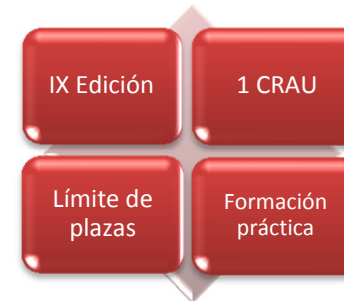 IX Edición
1 CRAU
Límite de
plazas
Formación
práctica